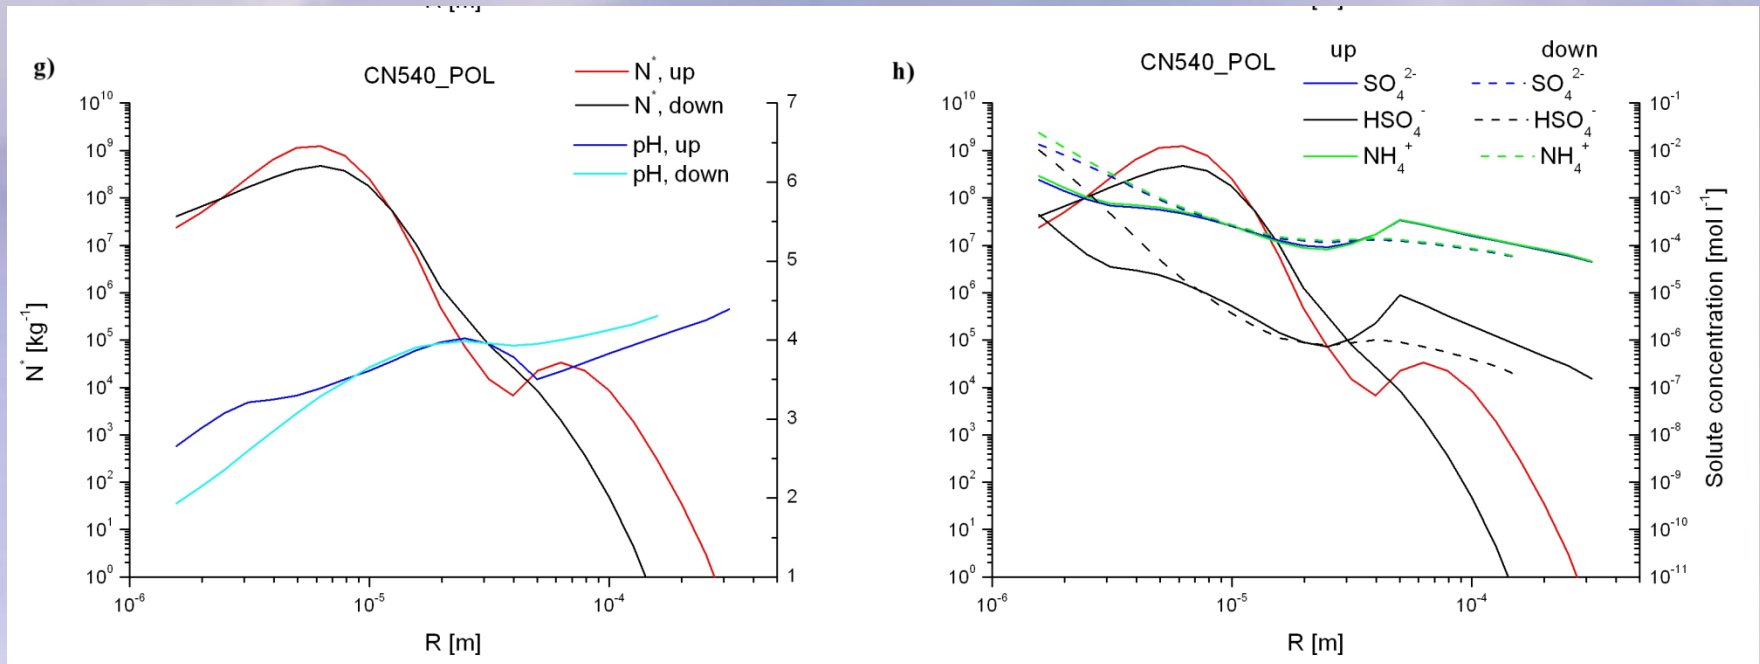 R [m]
g)
CN540_POL
N*, up
N*, down
pH, up
pH, down
10^10
10^9
10^8
10^7
10^6
10^5
10^4
10^3
10^2
10^1
10^0
N* [kg^-1]
7
6
5
4
3
2
1
10^-6
10^-5
10^-4
R [m]
h)
CN540_POL
up
down
SO4^2-
SO4^2-
HSO4^-
HSO4^-
NH4^+
NH4^+
10^10
10^9
10^8
10^7
10^6
10^5
10^4
10^3
10^2
10^1
10^0
10^-1
10^-2
10^-3
10^-4
10^-5
10^-6
10^-7
10^-8
10^-9
10^-10
10^-11
Solute concentration [mol l^-1]
10^-6
10^-5
10^-4
R [m]